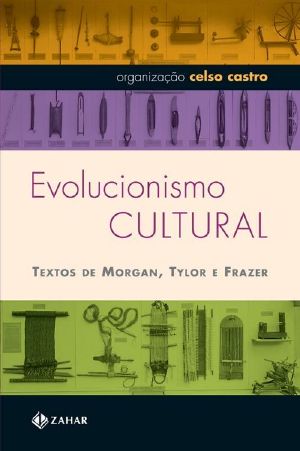 organização celso castro
Evolucionismo
CULTURAL
TEXTOS DE MORGAN, TYLOR E FRAZER
ZAHAR